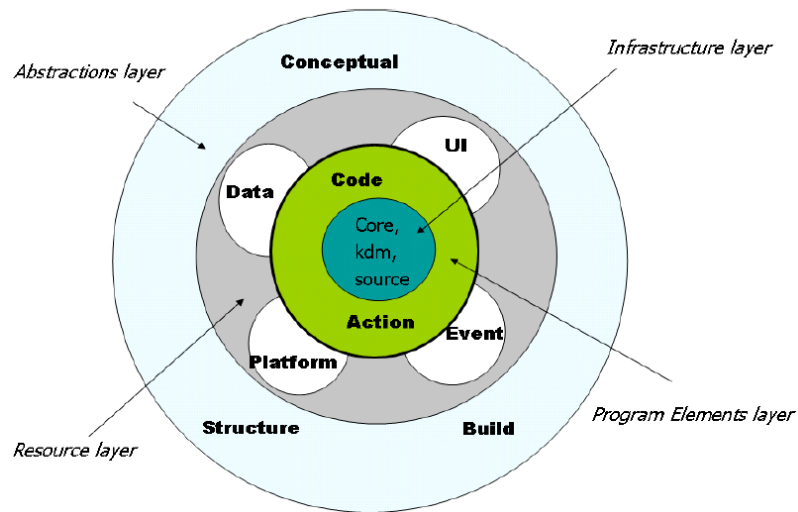 Infrastructure layer
Abstractions layer
Conceptual
UI
Code
Data
Core,
kdm,
source
Action
Event
Platform
Program Elements layer
Structure
Build
Resource layer